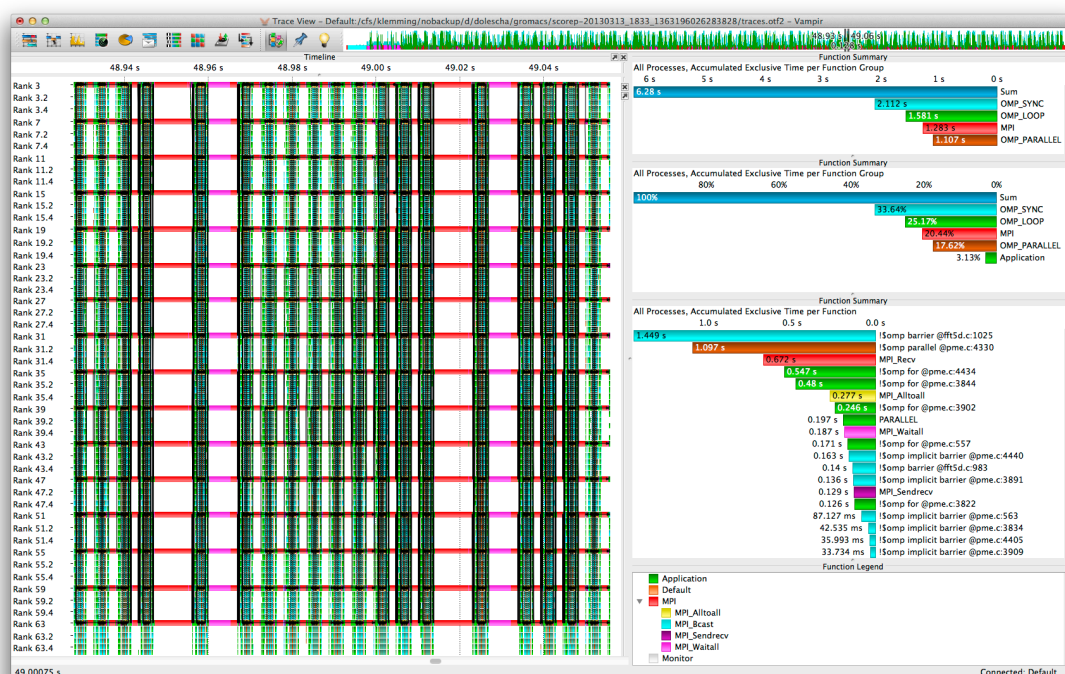 Trace View - Default:/cfs/klemming/nobackup/d/dolescha/gromacs/scorep-20130313_1833_1363196026283828/traces.otf2 - Vampir
48.93 s 49.06 s
Timeline
48.94 s 48.96 s 48.98 s 49.00 s 49.02 s 49.04 s
Rank 3
Rank 3.2
Rank 3.4
Rank 7
Rank 7.2
Rank 7.4
Rank 11
Rank 11.2
Rank 11.4
Rank 15
Rank 15.2
Rank 15.4
Rank 19
Rank 19.2
Rank 19.4
Rank 23
Rank 23.2
Rank 23.4
Rank 27
Rank 27.2
Rank 27.4
Rank 31
Rank 31.2
Rank 31.4
Rank 35
Rank 35.2
Rank 35.4
Rank 39
Rank 39.2
Rank 39.4
Rank 43
Rank 43.2
Rank 43.4
Rank 47
Rank 47.2
Rank 47.4
Rank 51
Rank 51.2
Rank 51.4
Rank 55
Rank 55.2
Rank 55.4
Rank 59
Rank 59.2
Rank 59.4
Rank 63
Rank 63.2
Rank 63.4
Function Summary
All Processes, Accumulated Exclusive Time per Function Group
6 s 5 s 4 s 3 s 2 s 1 s 0 s
6.28 s Sum
2.112 s OMP_SYNC
1.581 s OMP_LOOP
1.283 s MPI
1.107 s OMP_PARALLEL
Function Summary
All Processes, Accumulated Exclusive Time per Function Group
80% 60% 40% 20% 0%
100% Sum
33.64% OMP_SYNC
25.17% OMP_LOOP
20.44% MPI
17.62% OMP_PARALLEL
3.13% Application
Function Summary
All Processes, Accumulated Exclusive Time per Function
1.0 s 0.5 s 0.0 s
1.449 s !$omp barrier @fft5d.c:1025
1.097 s !$omp parallel @pme.c:4330
0.672 s MPI_Recv
0.547 s !$omp for @pme.c:4434
0.48 s !$omp for @pme.c:3844
0.277 s MPI_Alltoall
0.246 s !$omp for @pme.c:3902
0.197 s PARALLEL
0.187 s MPI_Waitall
0.171 s !$omp for @pme.c:557
0.163 s !$omp implicit barrier @pme.c:4440
0.14 s !$omp barrier @fft5d.c:983
0.136 s !$omp implicit barrier @pme.c:3891
0.129 s MPI_Sendrecv
0.126 s !$omp for @pme.c:3822
87.127 ms !$omp implicit barrier @pme.c:563
42.535 ms !$omp implicit barrier @pme.c:3834
35.993 ms !$omp implicit barrier @pme.c:4405
33.734 ms !$omp implicit barrier @pme.c:3909
Function Legend
Application
Default
MPI
MPI_Alltoall
MPI_Bcast
MPI_Sendrecv
MPI_Waitall
Monitor
49.00075 s
Connected: Default